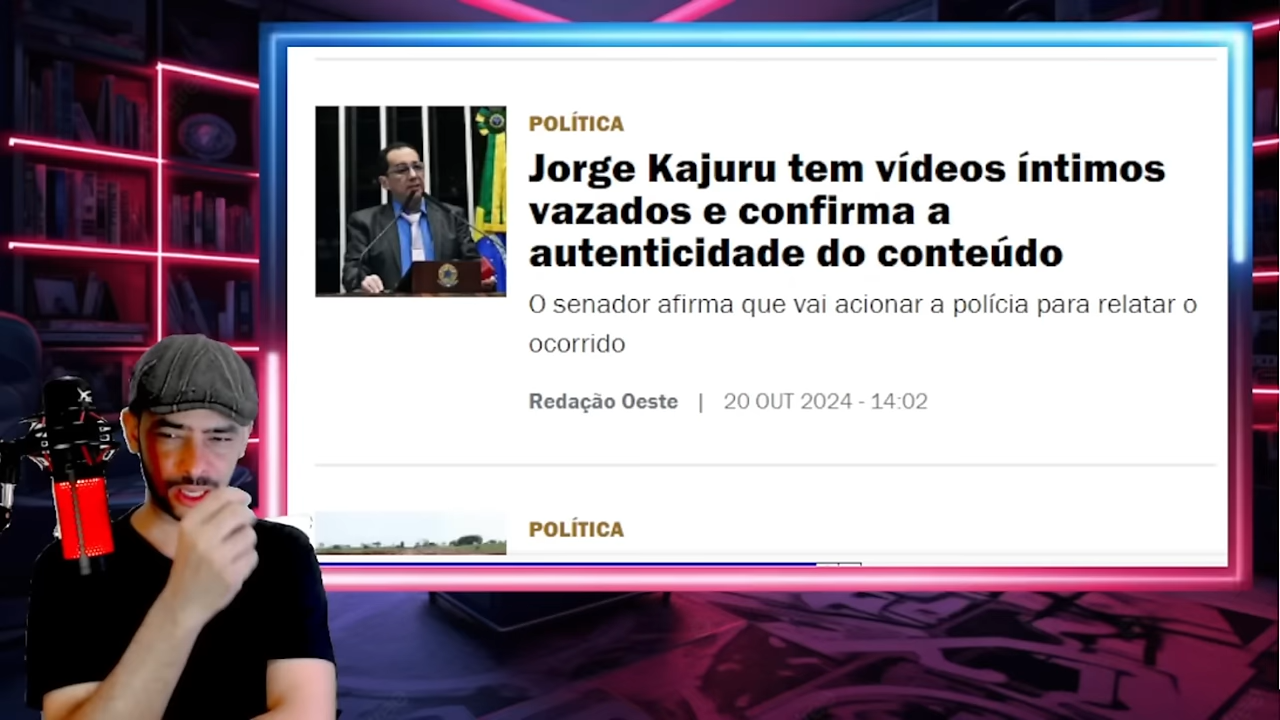 POLÍTICA
Jorge Kajuru tem vídeos íntimos
vazados e confirma a
autenticidade do conteúdo
O senador afirma que vai acionar a polícia para relatar o
ocorrido
Redação Oeste | 20 OUT 2024 - 14:02
POLÍTICA